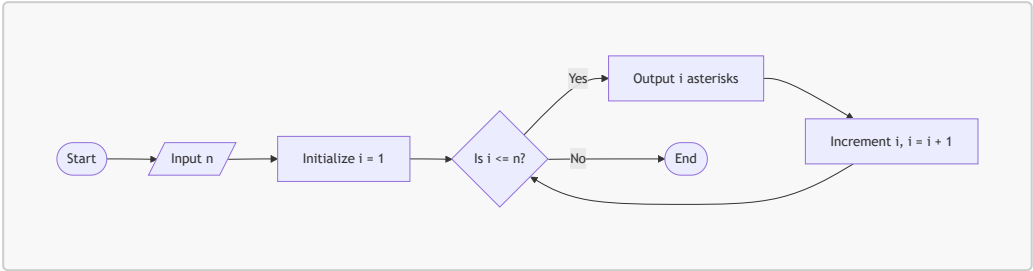 Start
Input n
Initialize i = 1
Is i <= n?
Yes
Output i asterisks
Increment i, i = i + 1
No
End